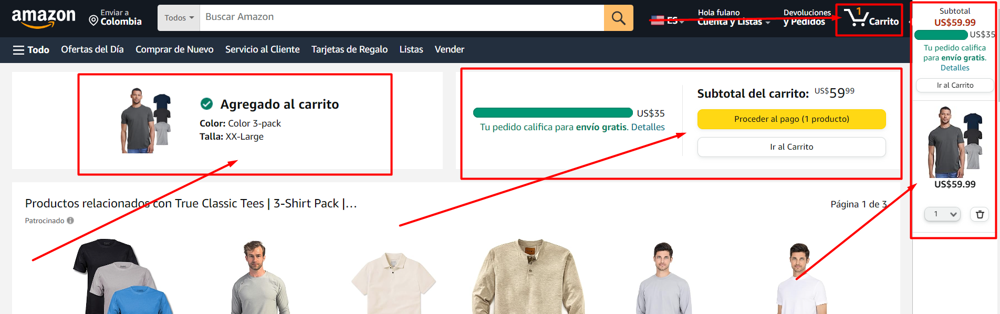 amazon
Enviar a
Colombia
Todos
Buscar Amazon
ES
Hola fulano
Cuenta y Listas
Devoluciones
y Pedidos
1
Carrito
Todo
Ofertas del Día
Comprar de Nuevo
Servicio al Cliente
Tarjetas de Regalo
Listas
Vender
Agregado al carrito
Color: Color 3-pack
Talla: XX-Large
US$35
Tu pedido califica para envío gratis. Detalles
Subtotal del carrito: US$59⁹⁹
Proceder al pago (1 producto)
Ir al Carrito
Productos relacionados con True Classic Tees | 3-Shirt Pack |…
Página 1 de 3
Patrocinado
Subtotal
US$59.99
US$35
Tu pedido califica
para envío gratis.
Detalles
Ir al Carrito
US$59.99
1